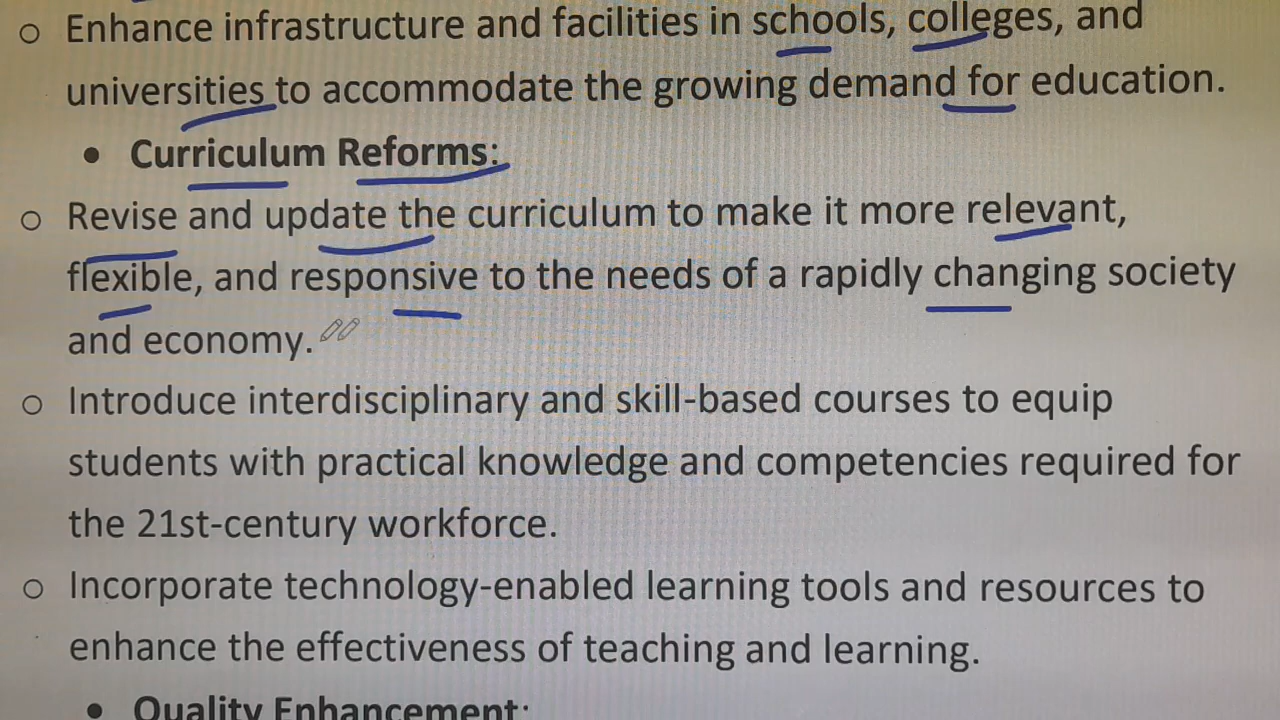 ○ Enhance infrastructure and facilities in schools, colleges, and
universities to accommodate the growing demand for education.
● Curriculum Reforms:
○ Revise and update the curriculum to make it more relevant,
flexible, and responsive to the needs of a rapidly changing society
and economy.
○ Introduce interdisciplinary and skill-based courses to equip
students with practical knowledge and competencies required for
the 21st-century workforce.
○ Incorporate technology-enabled learning tools and resources to
enhance the effectiveness of teaching and learning.
● Quality Enhancement: